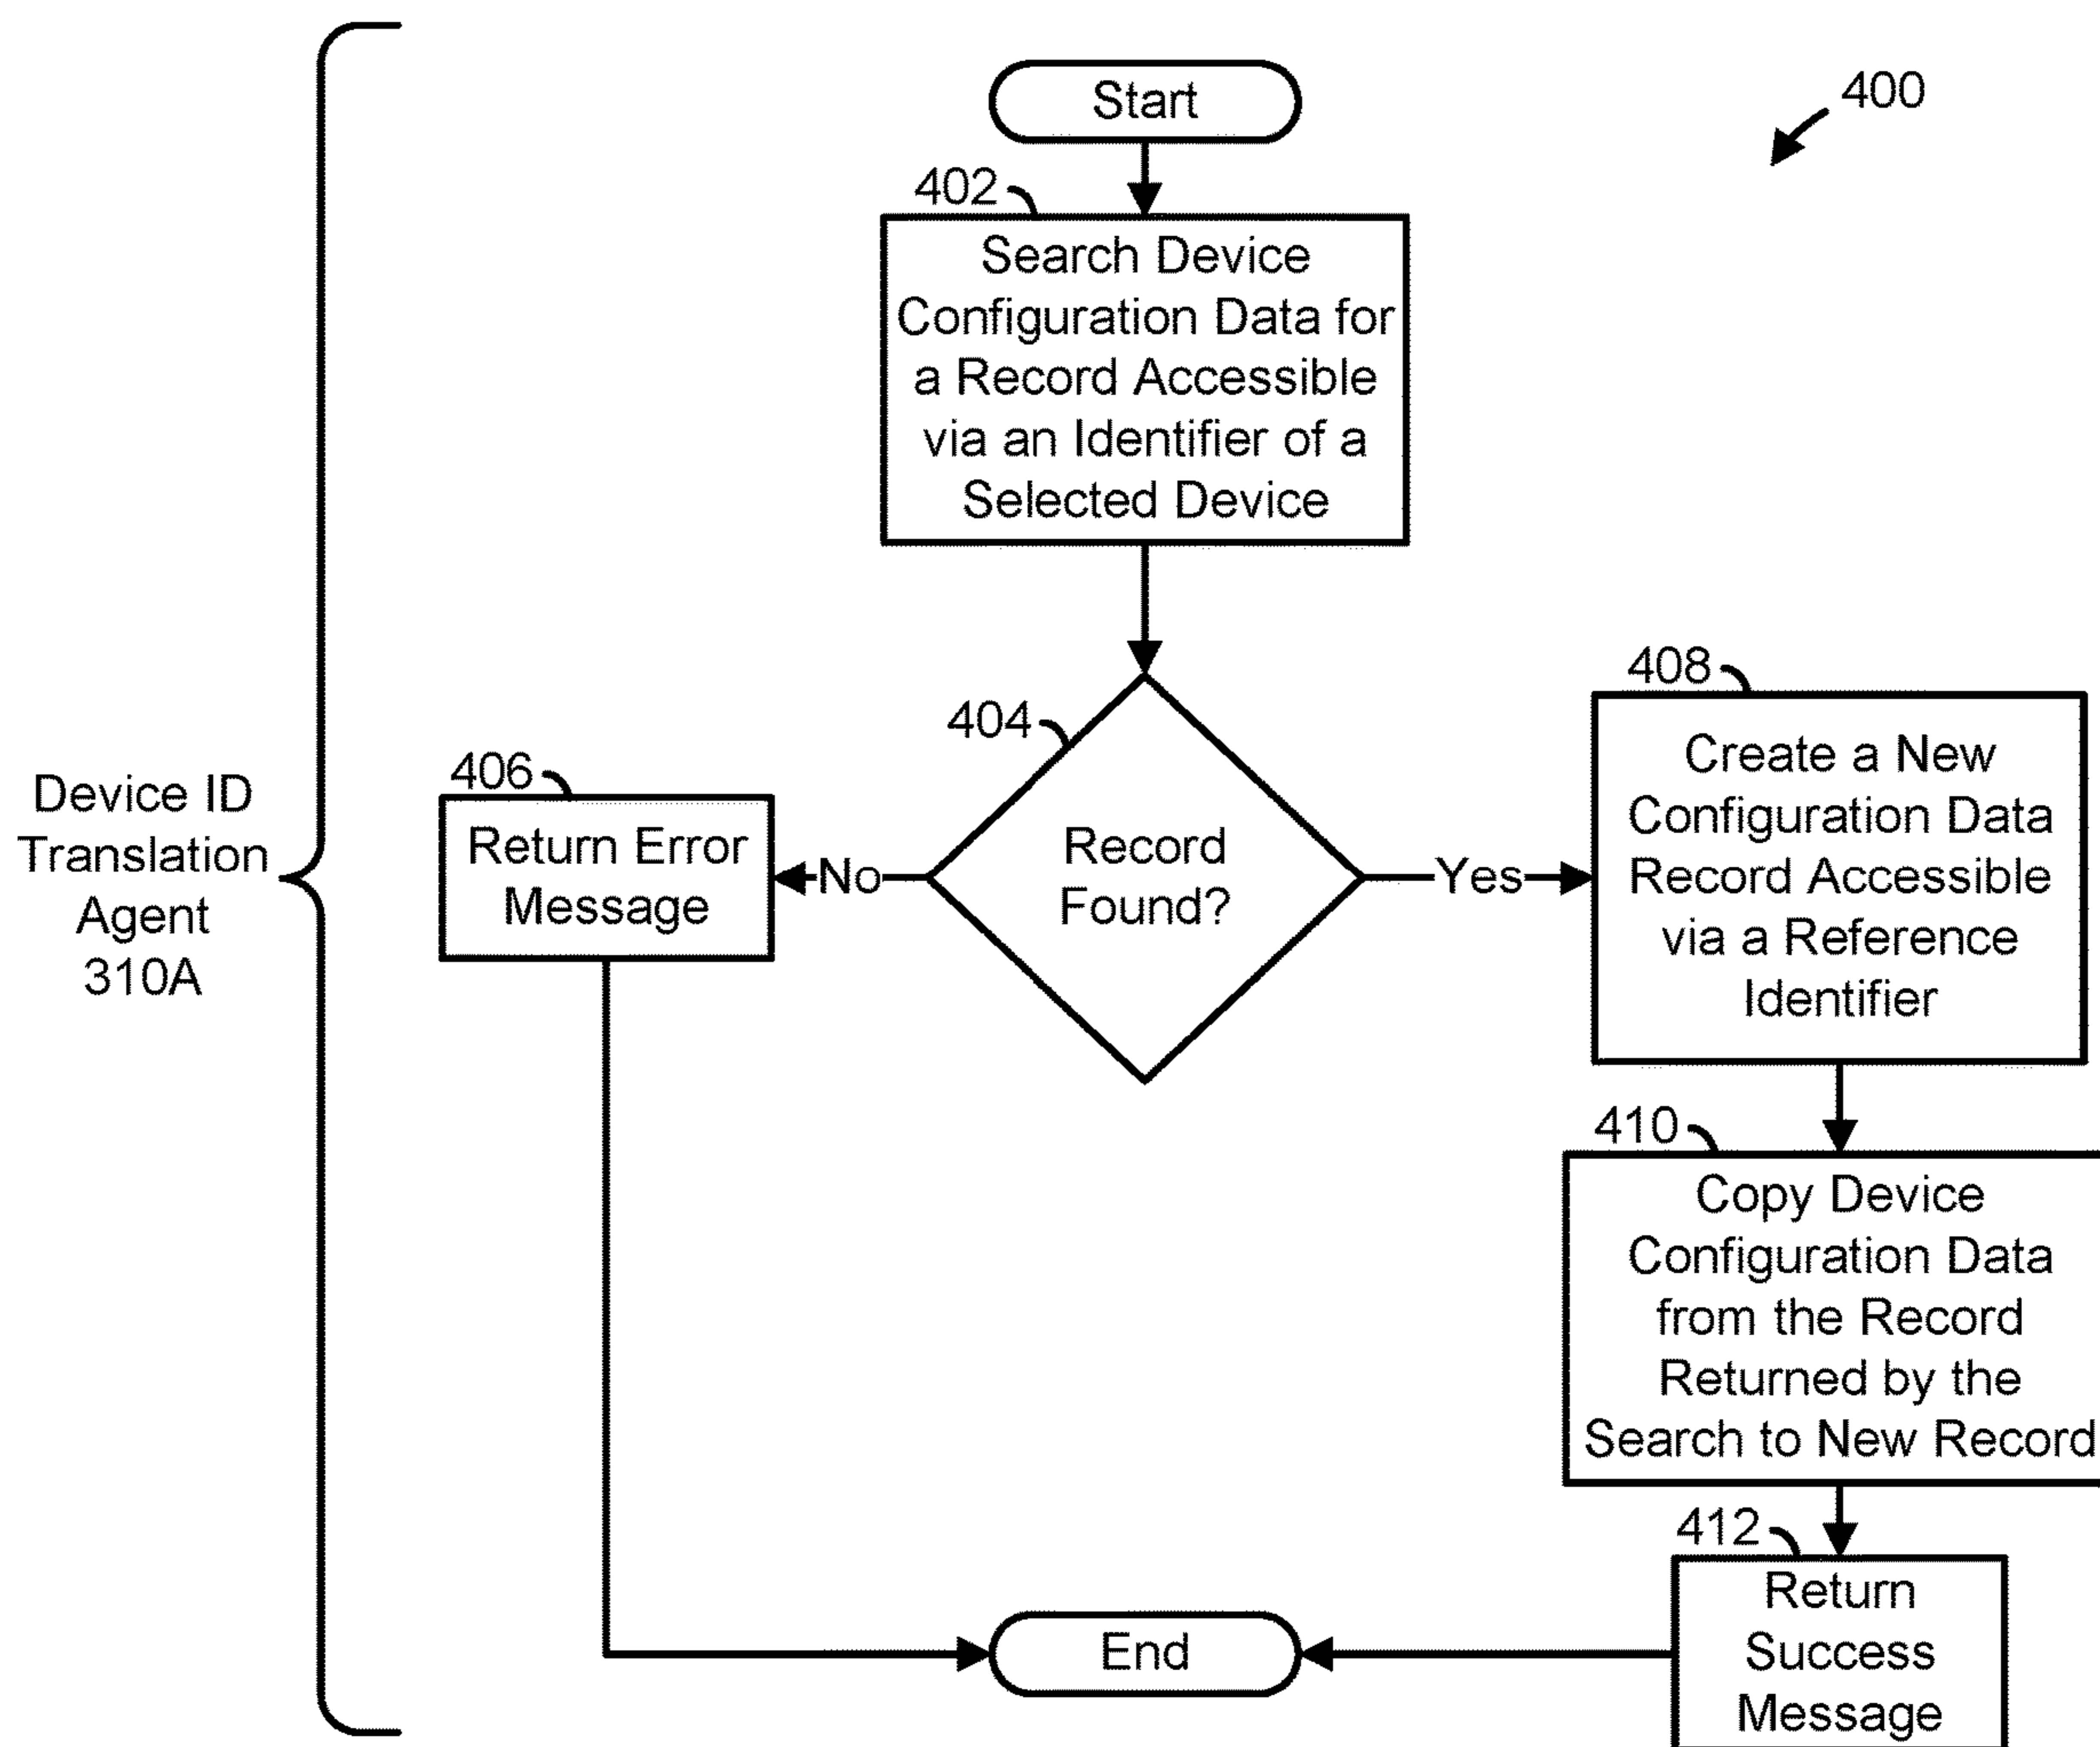 Start
400
402
Search Device
Configuration Data for
a Record Accessible
via an Identifier of a
Selected Device
404
Record
Found?
No
Yes
406
Return Error
Message
408
Create a New
Configuration Data
Record Accessible
via a Reference
Identifier
Device ID
Translation
Agent
310A
410
Copy Device
Configuration Data
from the Record
Returned by the
Search to New Record
412
Return
Success
Message
End